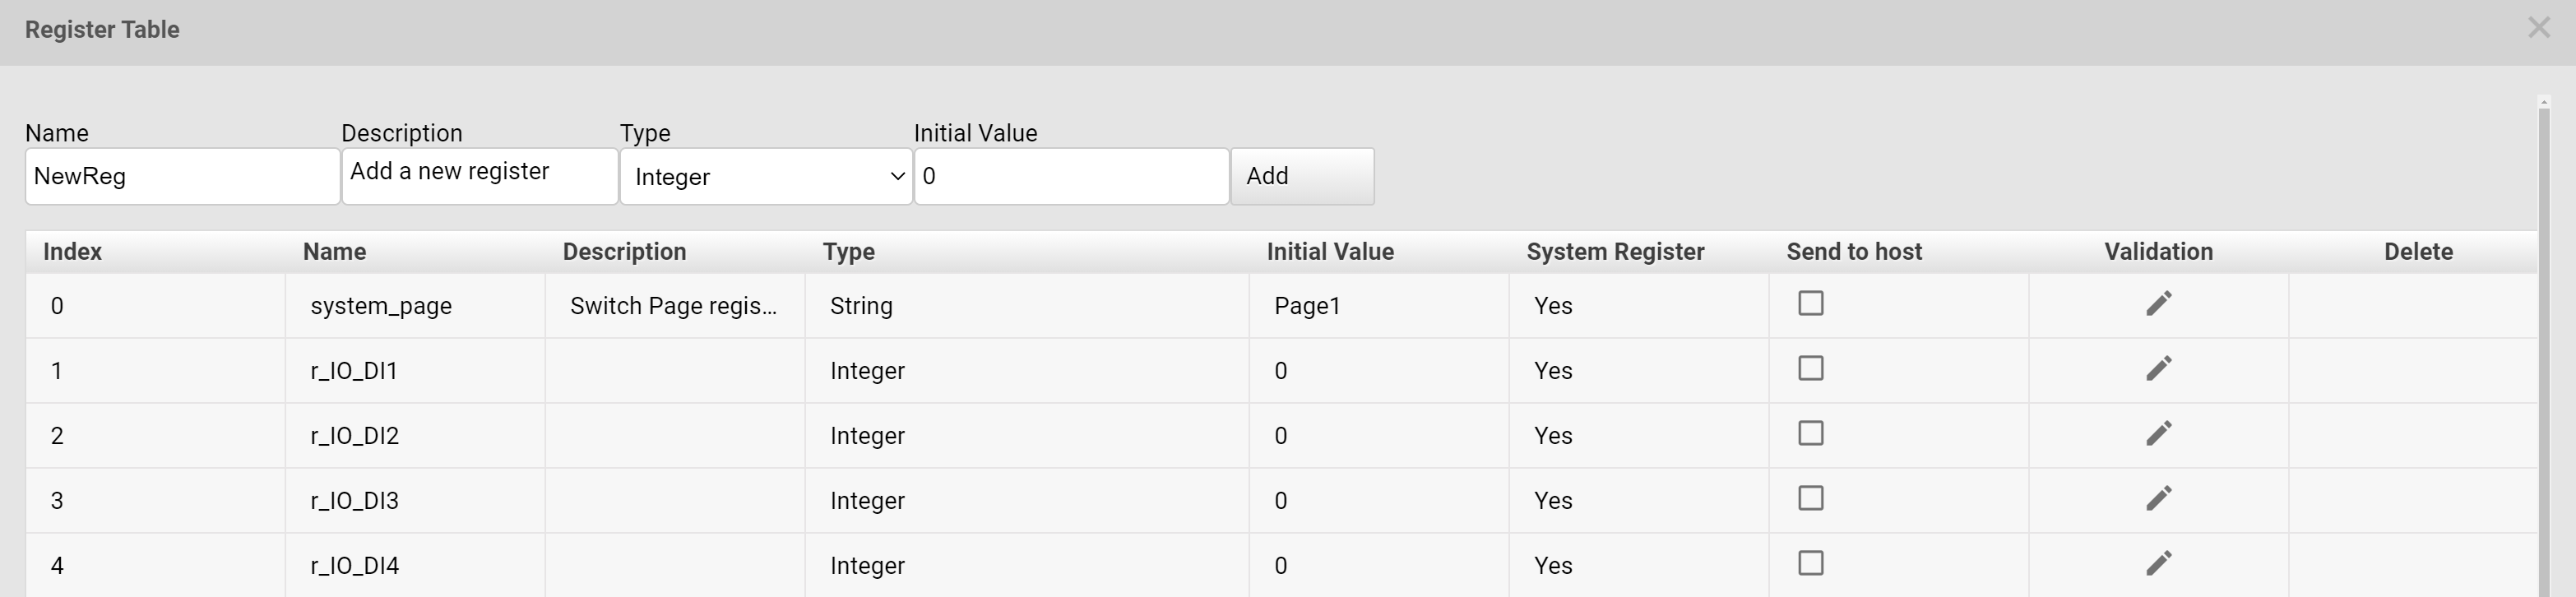 Register Table
Name Description Type Initial Value
NewReg Add a new register Integer 0 Add
Index Name Description Type Initial Value System Register Send to host Validation Delete
0 system_page Switch Page regis... String Page1 Yes
1 r_IO_DI1 Integer 0 Yes
2 r_IO_DI2 Integer 0 Yes
3 r_IO_DI3 Integer 0 Yes
4 r_IO_DI4 Integer 0 Yes